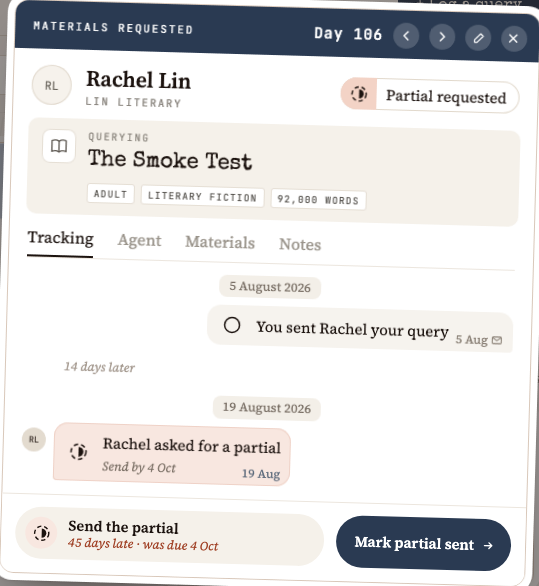 Log a query
MATERIALS REQUESTED
Day 106
RL
Rachel Lin
LIN LITERARY
Partial requested
QUERYING
The Smoke Test
ADULT
LITERARY FICTION
92,000 WORDS
Tracking
Agent
Materials
Notes
5 August 2026
You sent Rachel your query
5 Aug
14 days later
19 August 2026
RL
Rachel asked for a partial
Send by 4 Oct
19 Aug
Send the partial
45 days late · was due 4 Oct
Mark partial sent →